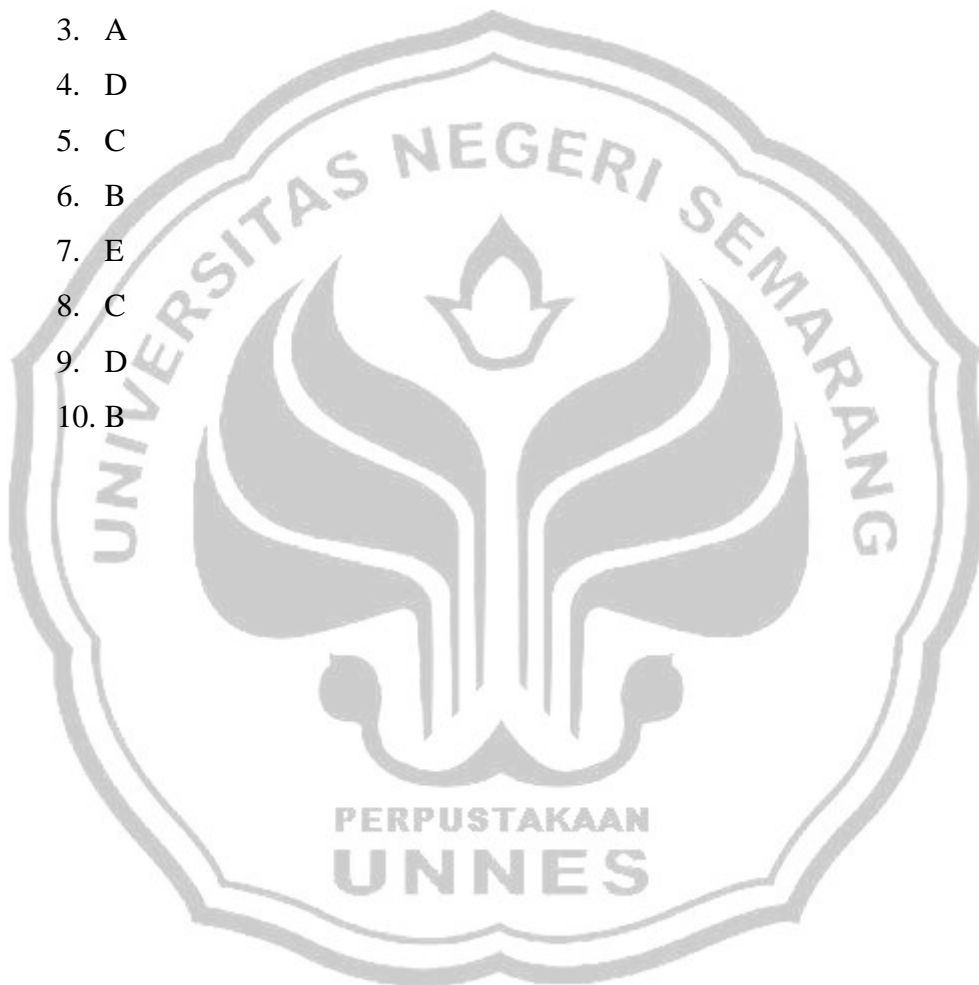 3. A
4. D
5. C
6. B
7. E
8. C
9. D
10. B
UNIVERSITAS NEGERI SEMARANG
PERPUSTAKAAN
UNNES